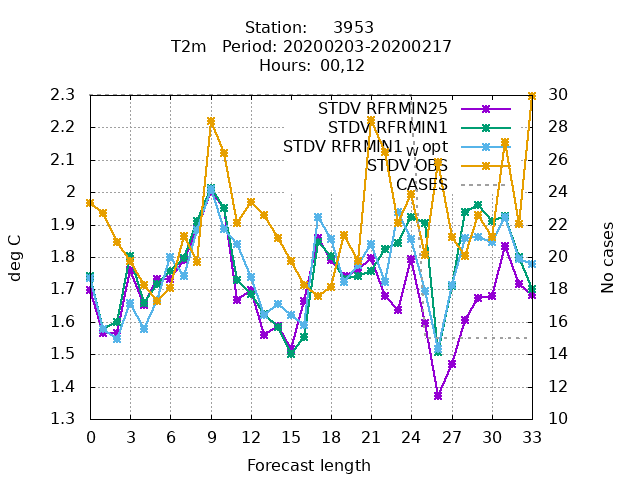 Station: 3953
T2m Period: 20200203-20200217
Hours: 00,12
STDV RFRMIN25
STDV RFRMIN1
STDV RFRMIN1_W opt
STDV OBS
CASES
2.3
2.2
2.1
2
1.9
1.8
1.7
1.6
1.5
1.4
1.3
deg C
30
28
26
24
22
20
18
16
14
12
10
No cases
0 3 6 9 12 15 18 21 24 27 30 33
Forecast length